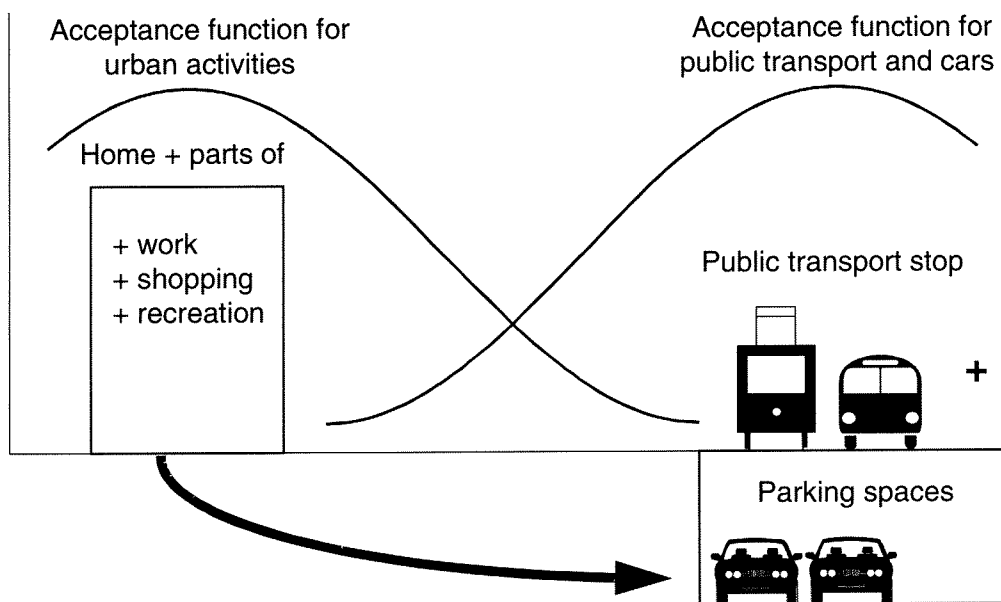 Acceptance function for
urban activities
Acceptance function for
public transport and cars
Home + parts of
+ work
+ shopping
+ recreation
Public transport stop
+
Parking spaces